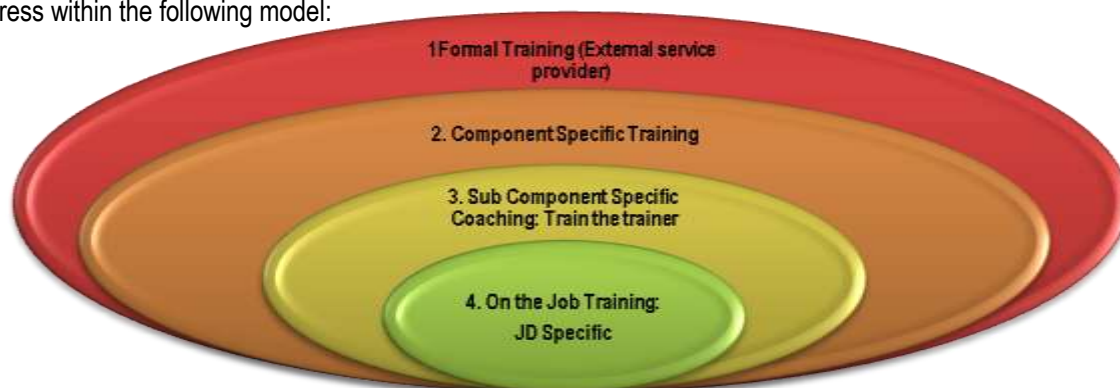 ress within the following model:
1Formal Training (External service
provider)
2. Component Specific Training
3. Sub Component Specific
Coaching: Train the trainer
4. On the Job Training:
JD Specific